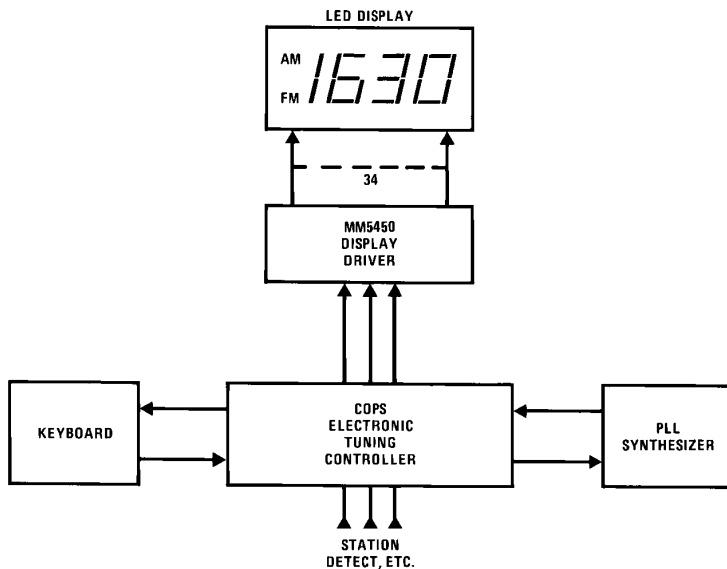 LED DISPLAY
AM
FM
1630
34
MM5450
DISPLAY
DRIVER
KEYBOARD
COPS
ELECTRONIC
TUNING
CONTROLLER
PLL
SYNTHESIZER
STATION
DETECT, ETC.